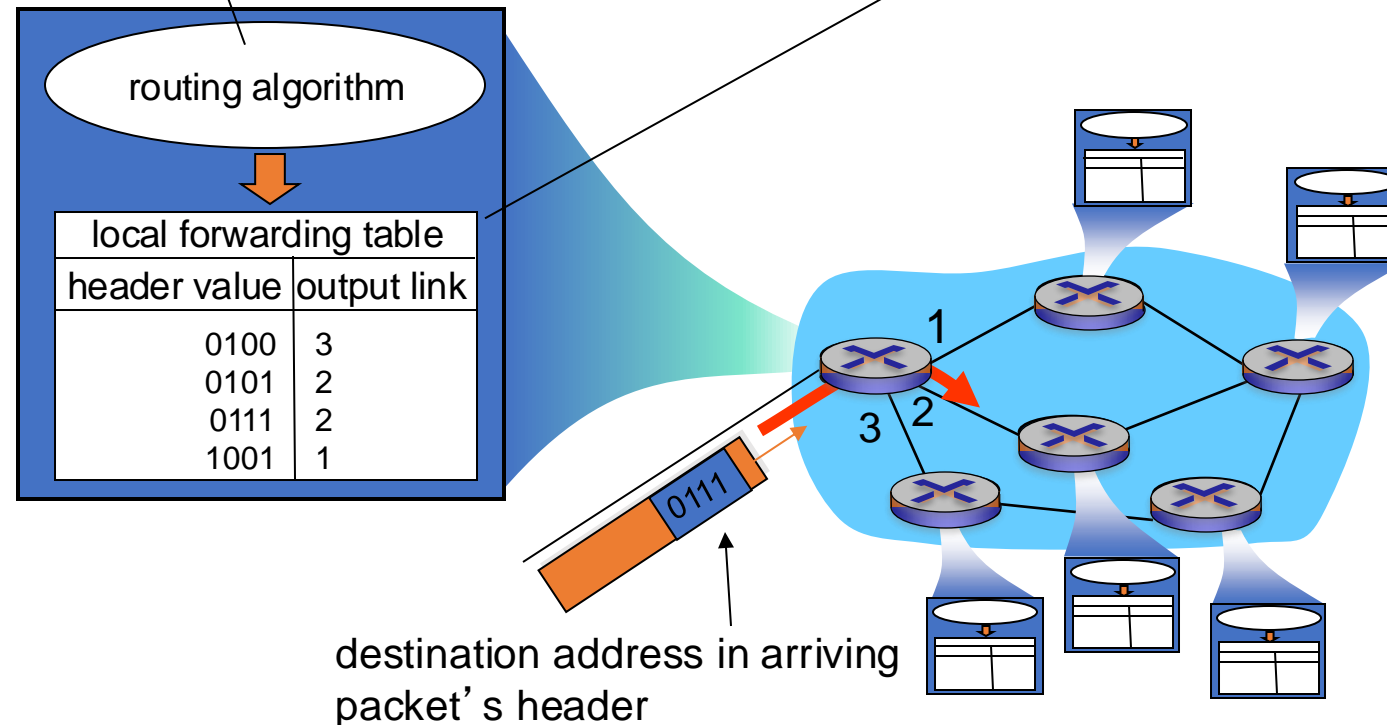 routing algorithm
local forwarding table
header value output link
0100 3
0101 2
0111 2
1001 1
1
2
3
0111
destination address in arriving
packet’s header